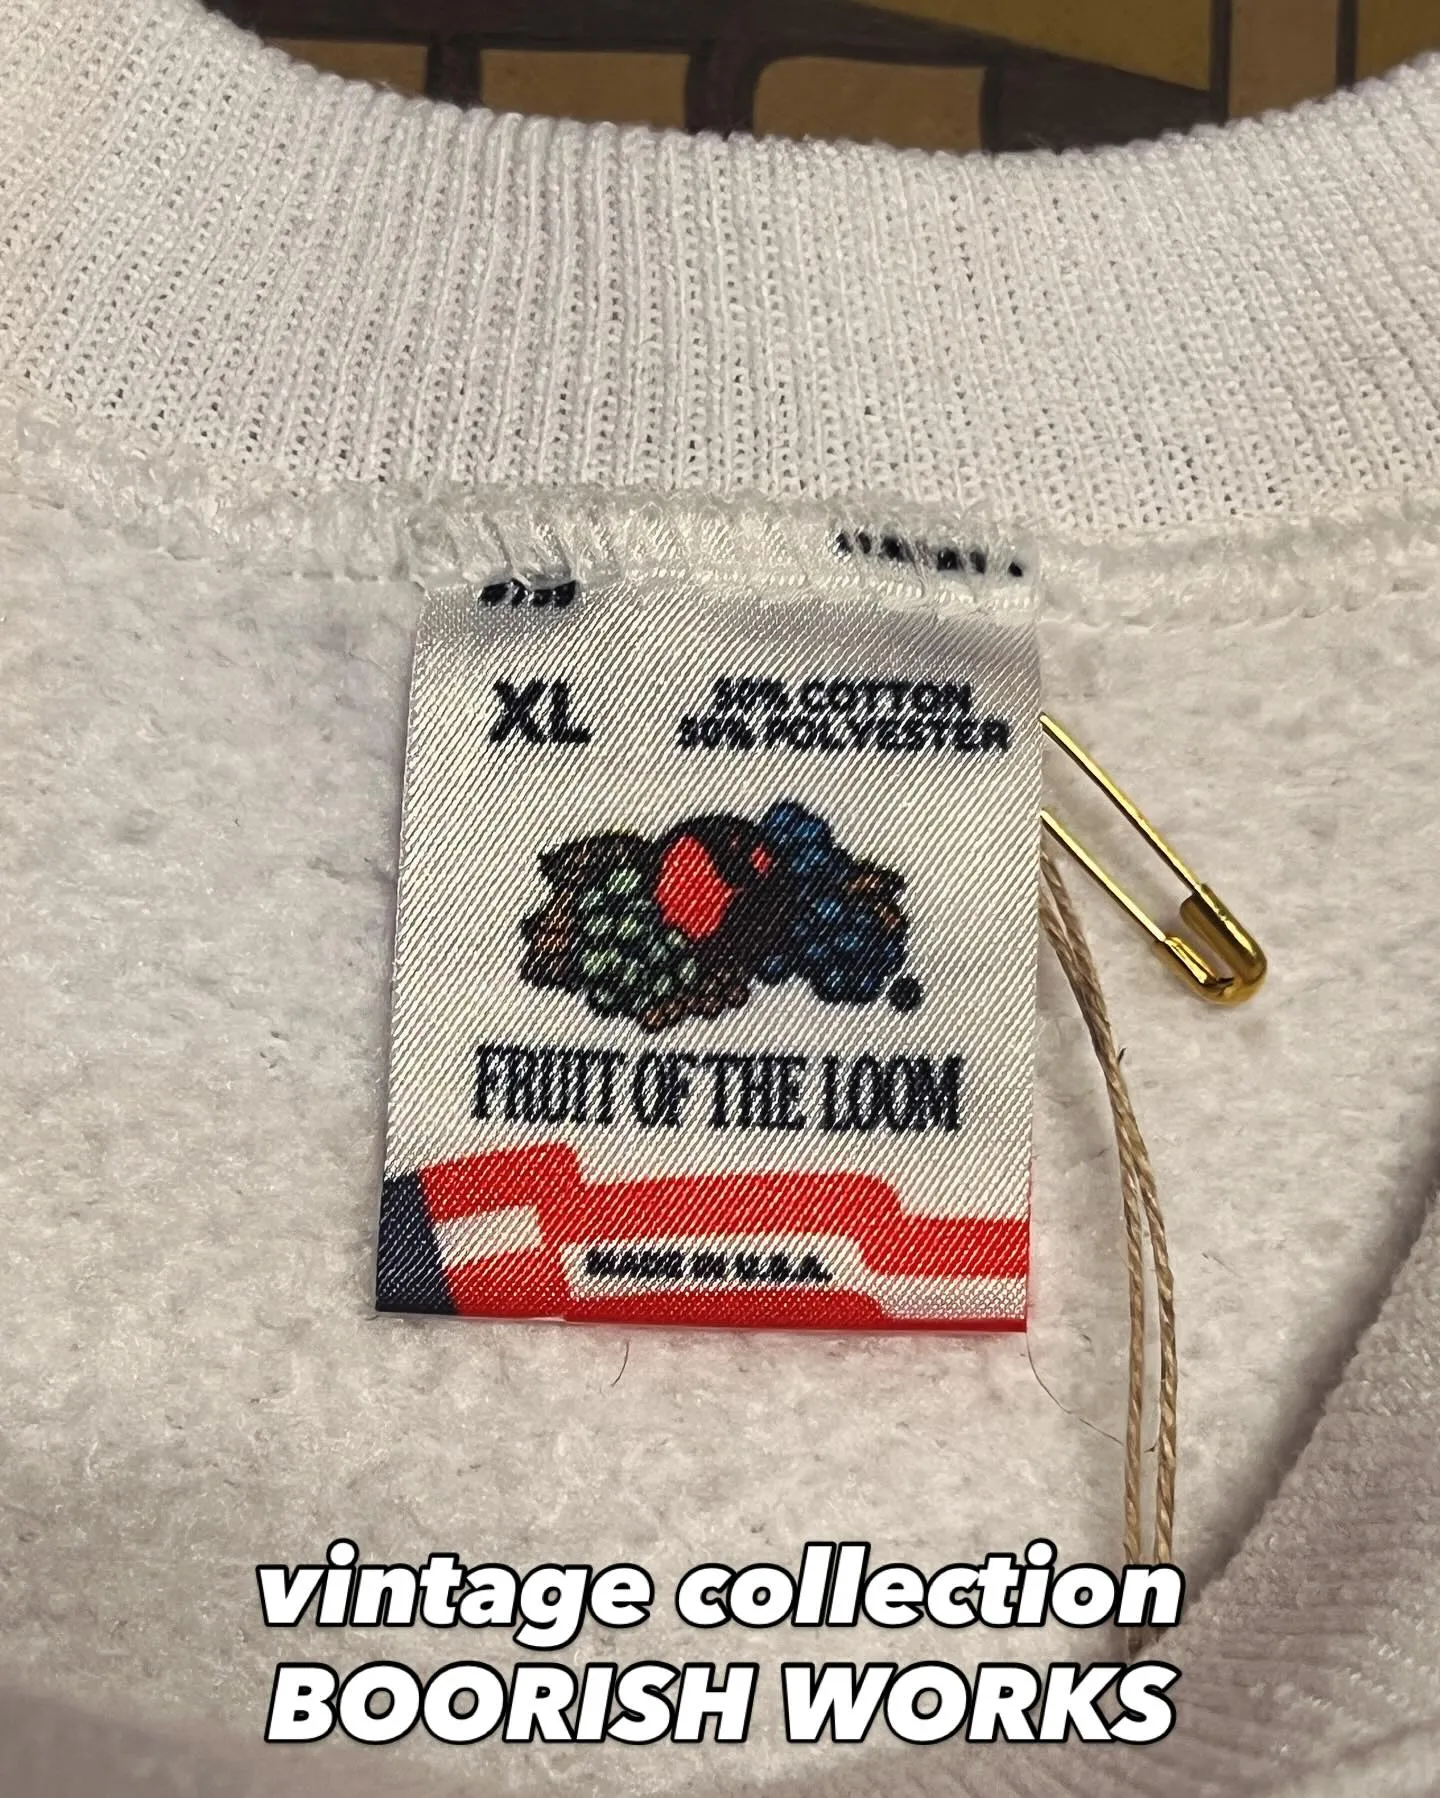 XL
50% COTTON
50% POLYESTER
FRUIT OF THE LOOM
MADE IN U.S.A.
vintage collection
BOORISH WORKS